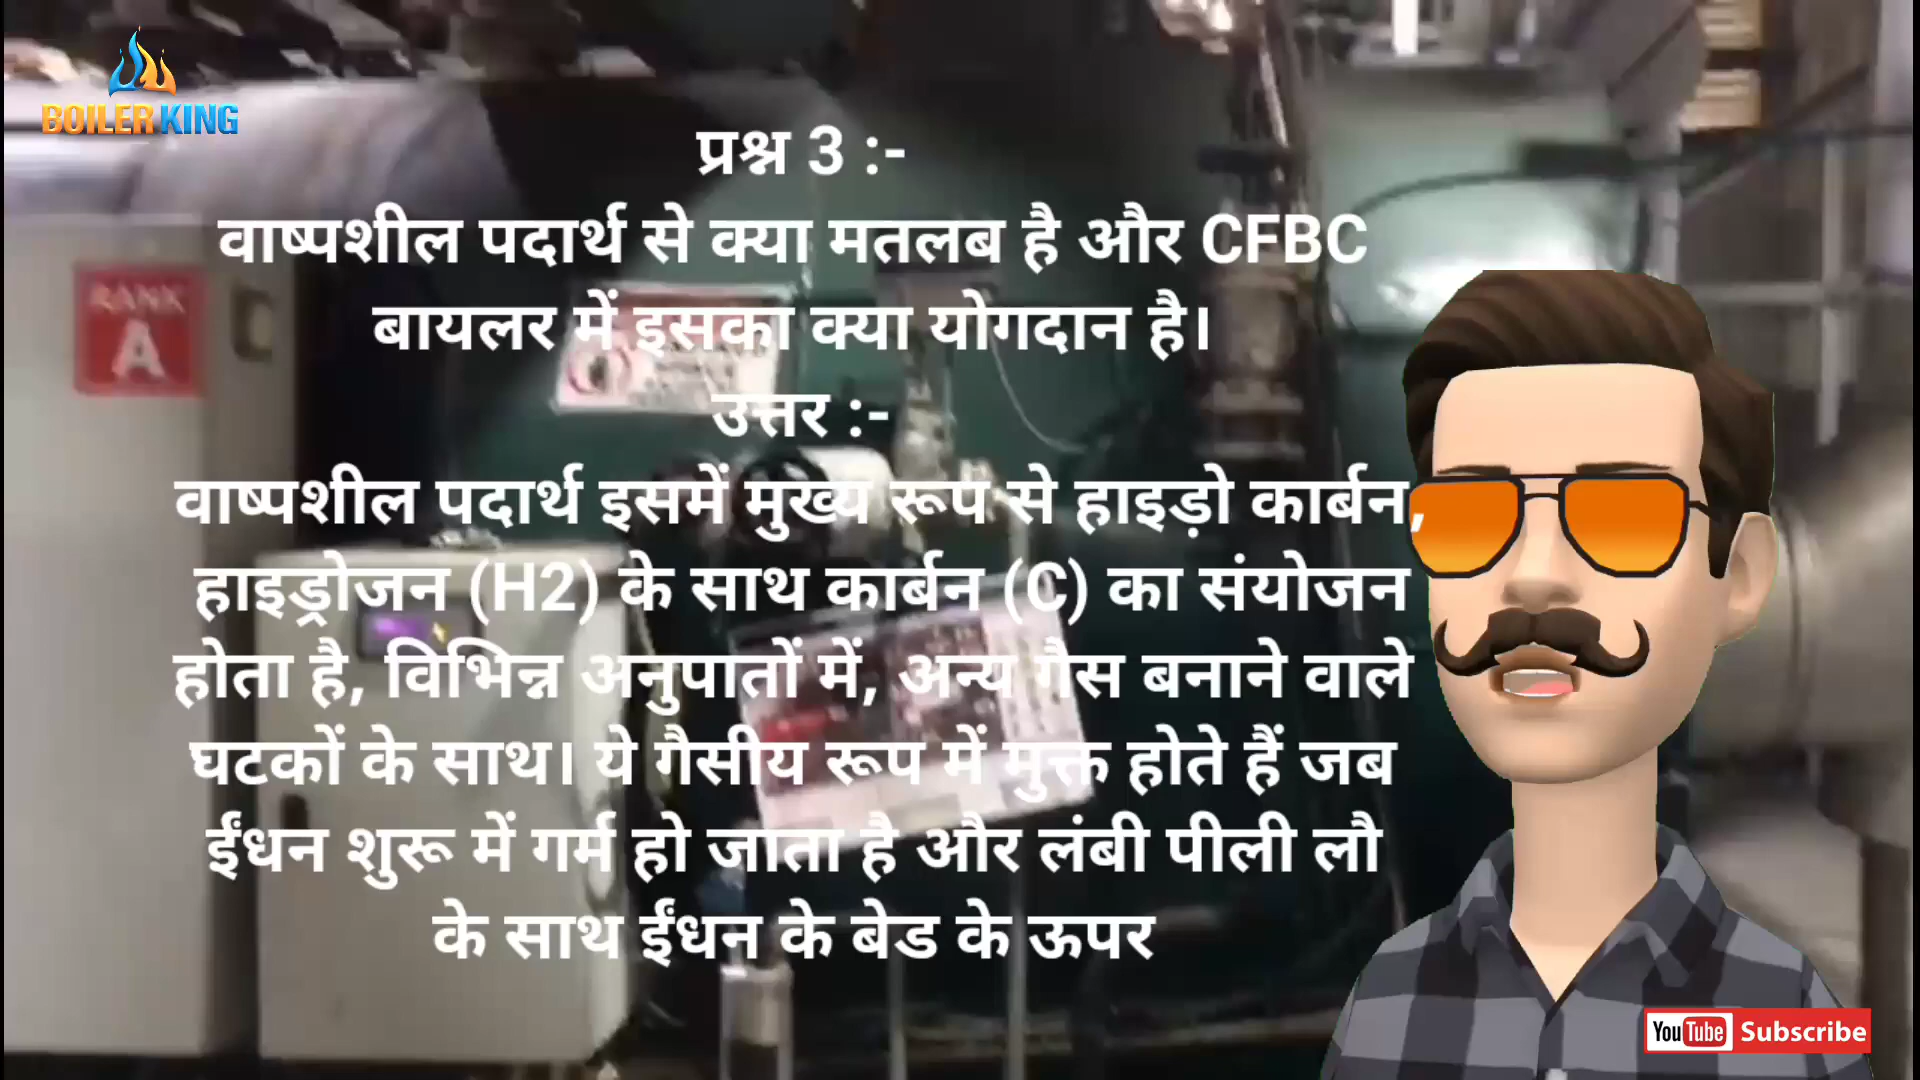 BOILER KING
RANK
A
प्रश्न 3 :-
वाष्पशील पदार्थ से क्या मतलब है और CFBC
बायलर में इसका क्या योगदान है।
उत्तर :-
वाष्पशील पदार्थ इसमें मुख्य रूप से हाइड्रो कार्बन,
हाइड्रोजन (H2) के साथ कार्बन (C) का संयोजन
होता है, विभिन्न अनुपातों में, अन्य गैस बनाने वाले
घटकों के साथ। ये गैसीय रूप में मुक्त होते हैं जब
ईंधन शुरू में गर्म हो जाता है और लंबी पीली लौ
के साथ ईंधन के बेड के ऊपर
YouTube Subscribe